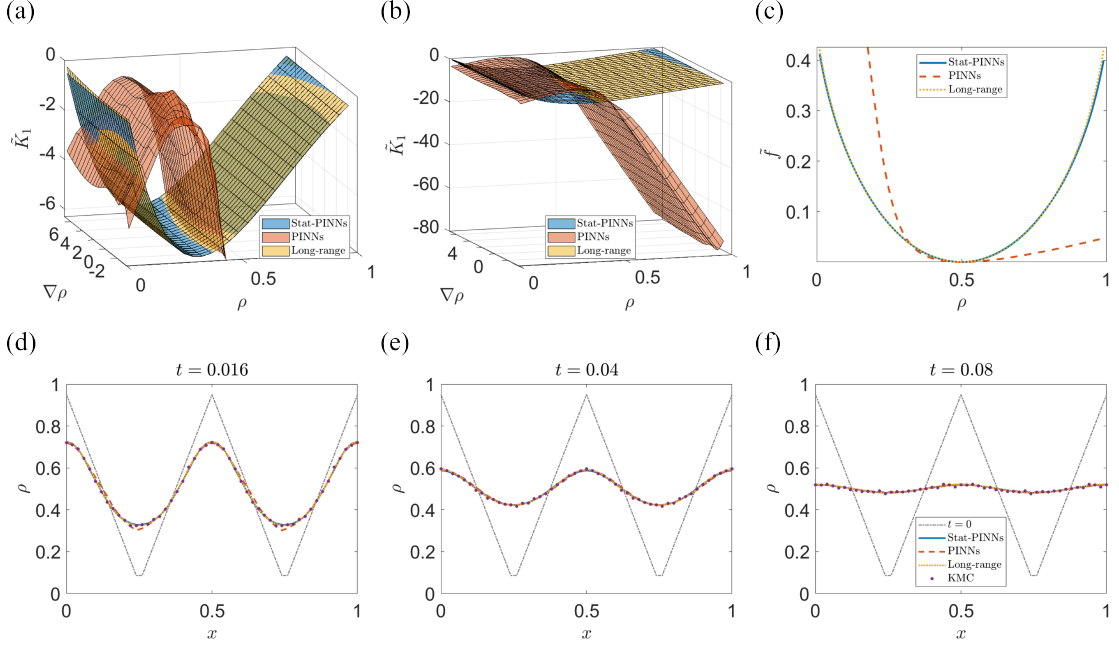 (a)
0
-2
-4
-6
K̃₁
6
4
2
0
-2
∇ρ
0
0.5
1
ρ
Stat-PINNs
PINNs
Long-range
(b)
0
-20
-40
-60
-80
K̃₁
4
2
0
∇ρ
0
0.5
1
ρ
Stat-PINNs
PINNs
Long-range
(c)
0.4
0.3
0.2
0.1
f̃
0
0.5
1
ρ
Stat-PINNs
PINNs
Long-range
(d)
t = 0.016
1
0.8
0.6
0.4
0.2
0
ρ
0
0.5
1
x
(e)
t = 0.04
1
0.8
0.6
0.4
0.2
0
ρ
0
0.5
1
x
(f)
t = 0.08
1
0.8
0.6
0.4
0.2
0
ρ
0
0.5
1
x
t = 0
Stat-PINNs
PINNs
Long-range
KMC